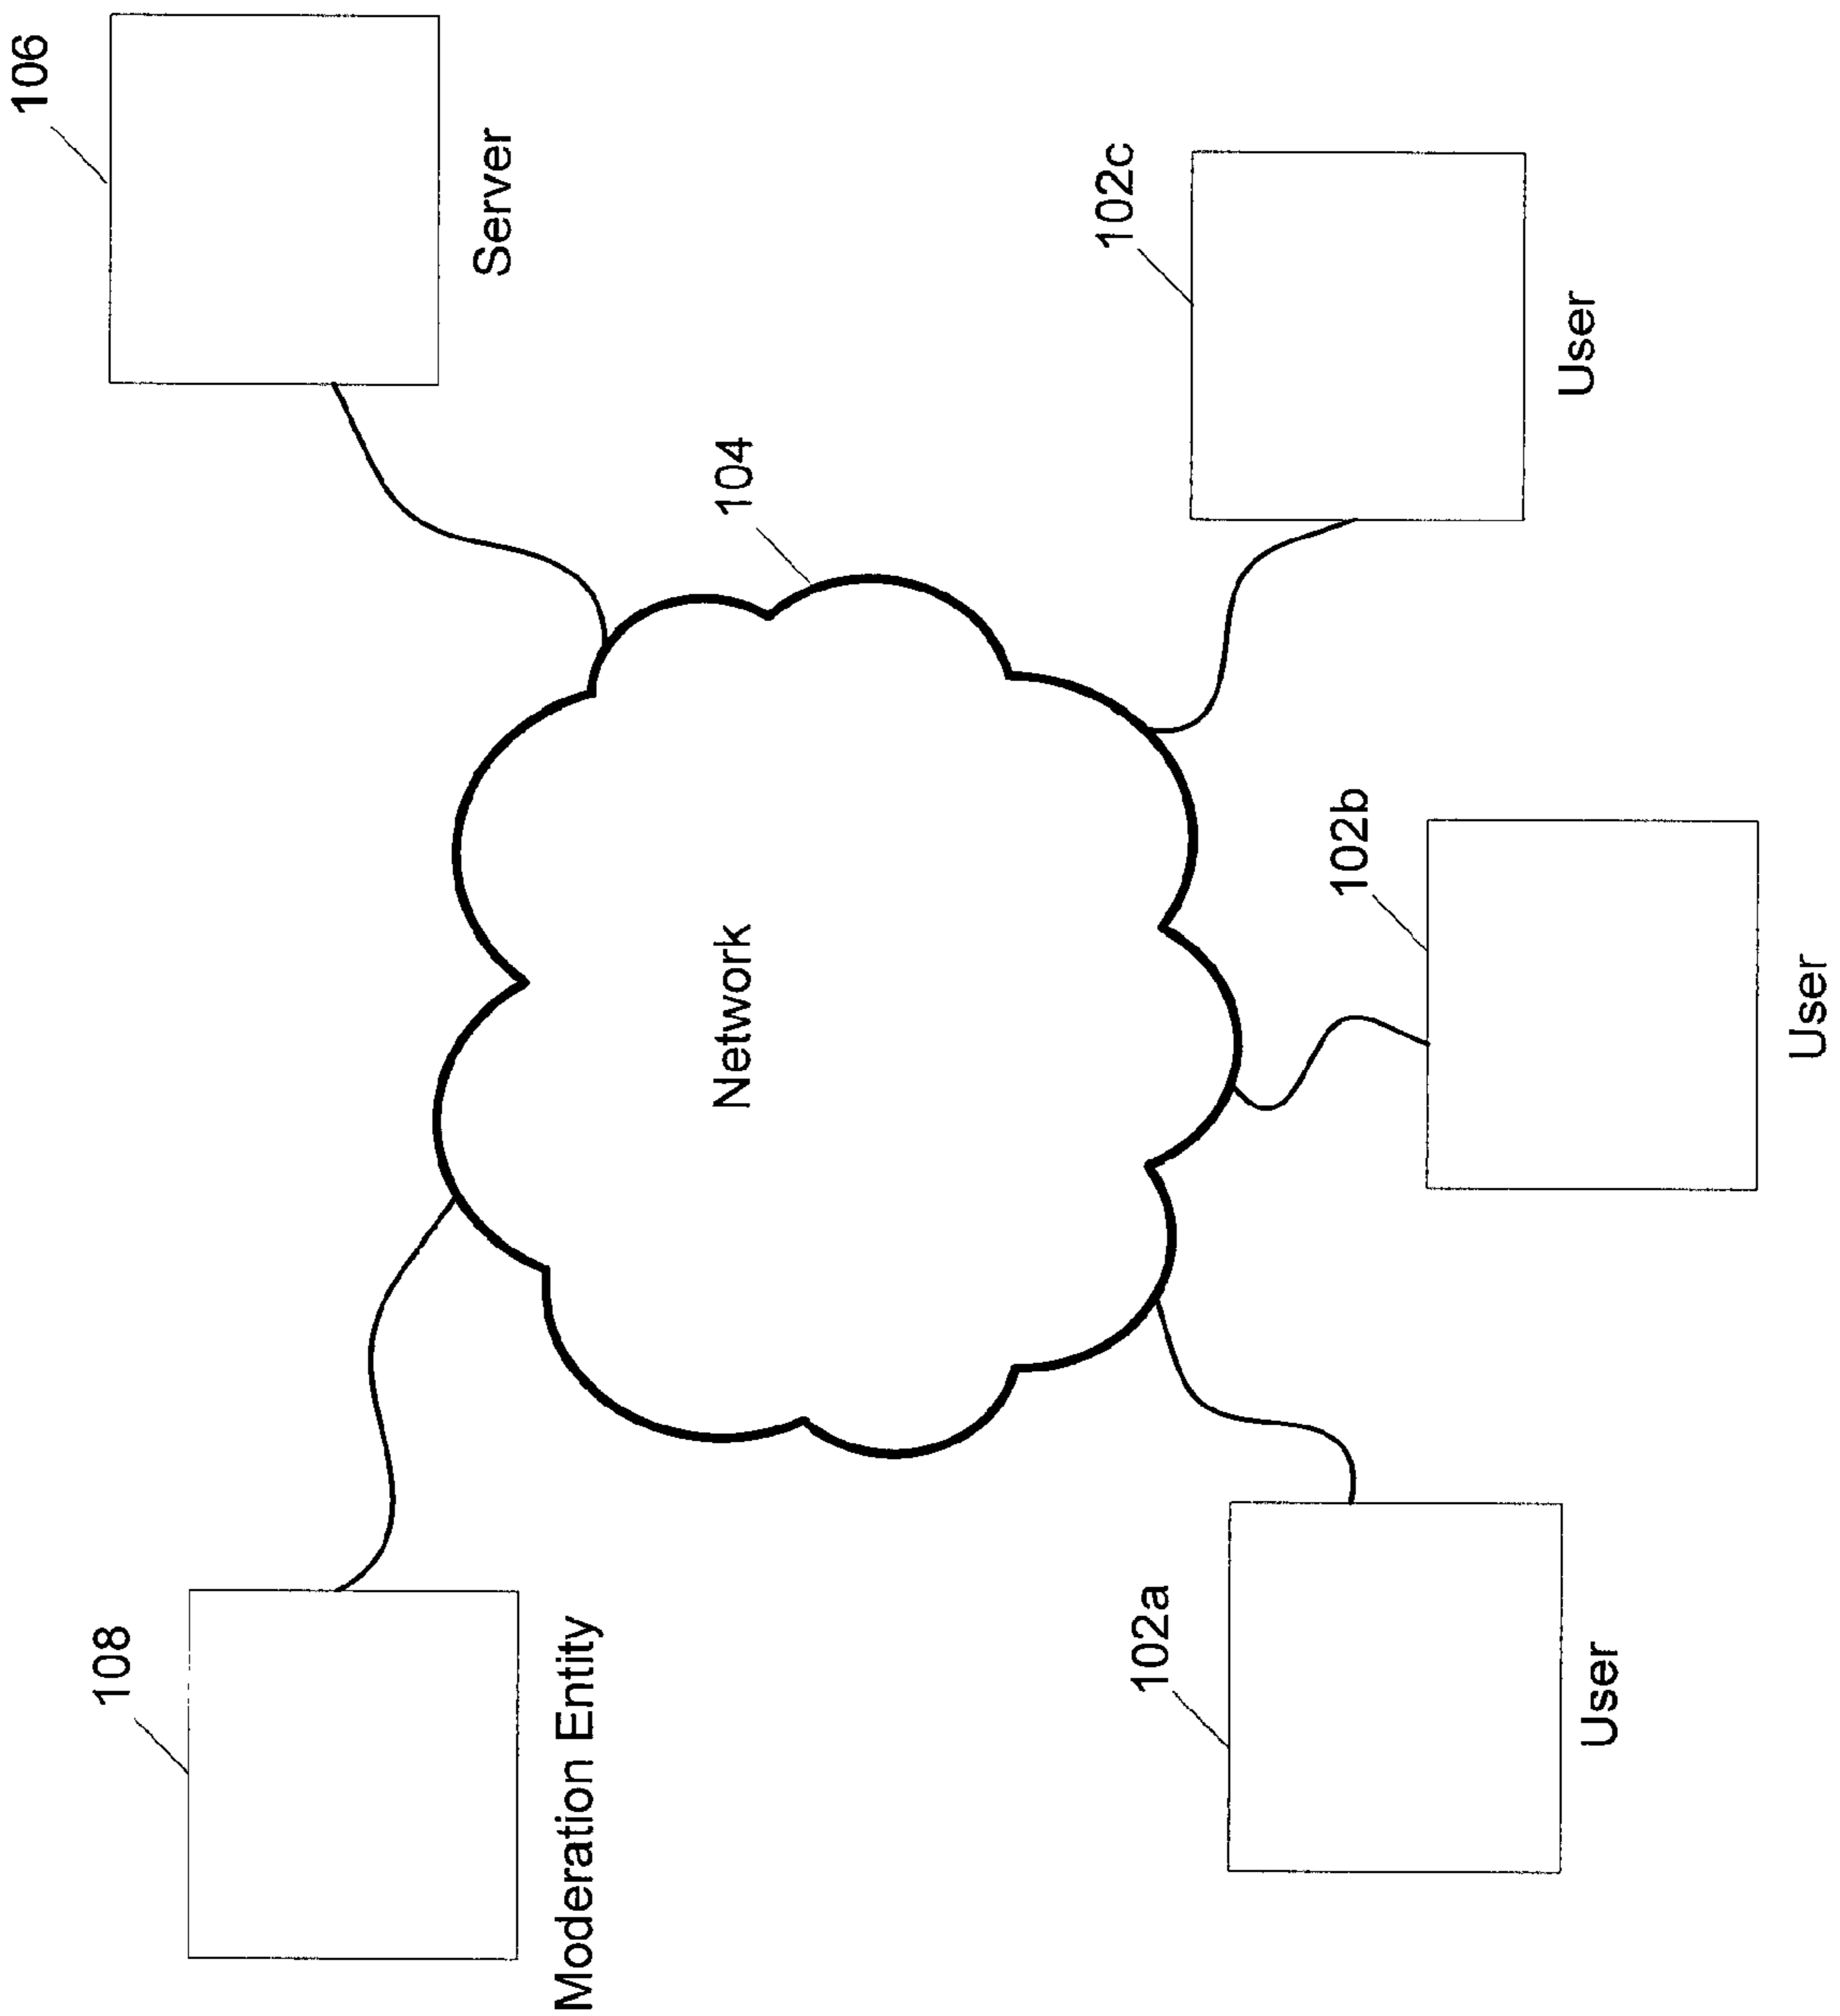 108
Moderation Entity
106
Server
104
Network
102a
User
102b
User
102c
User